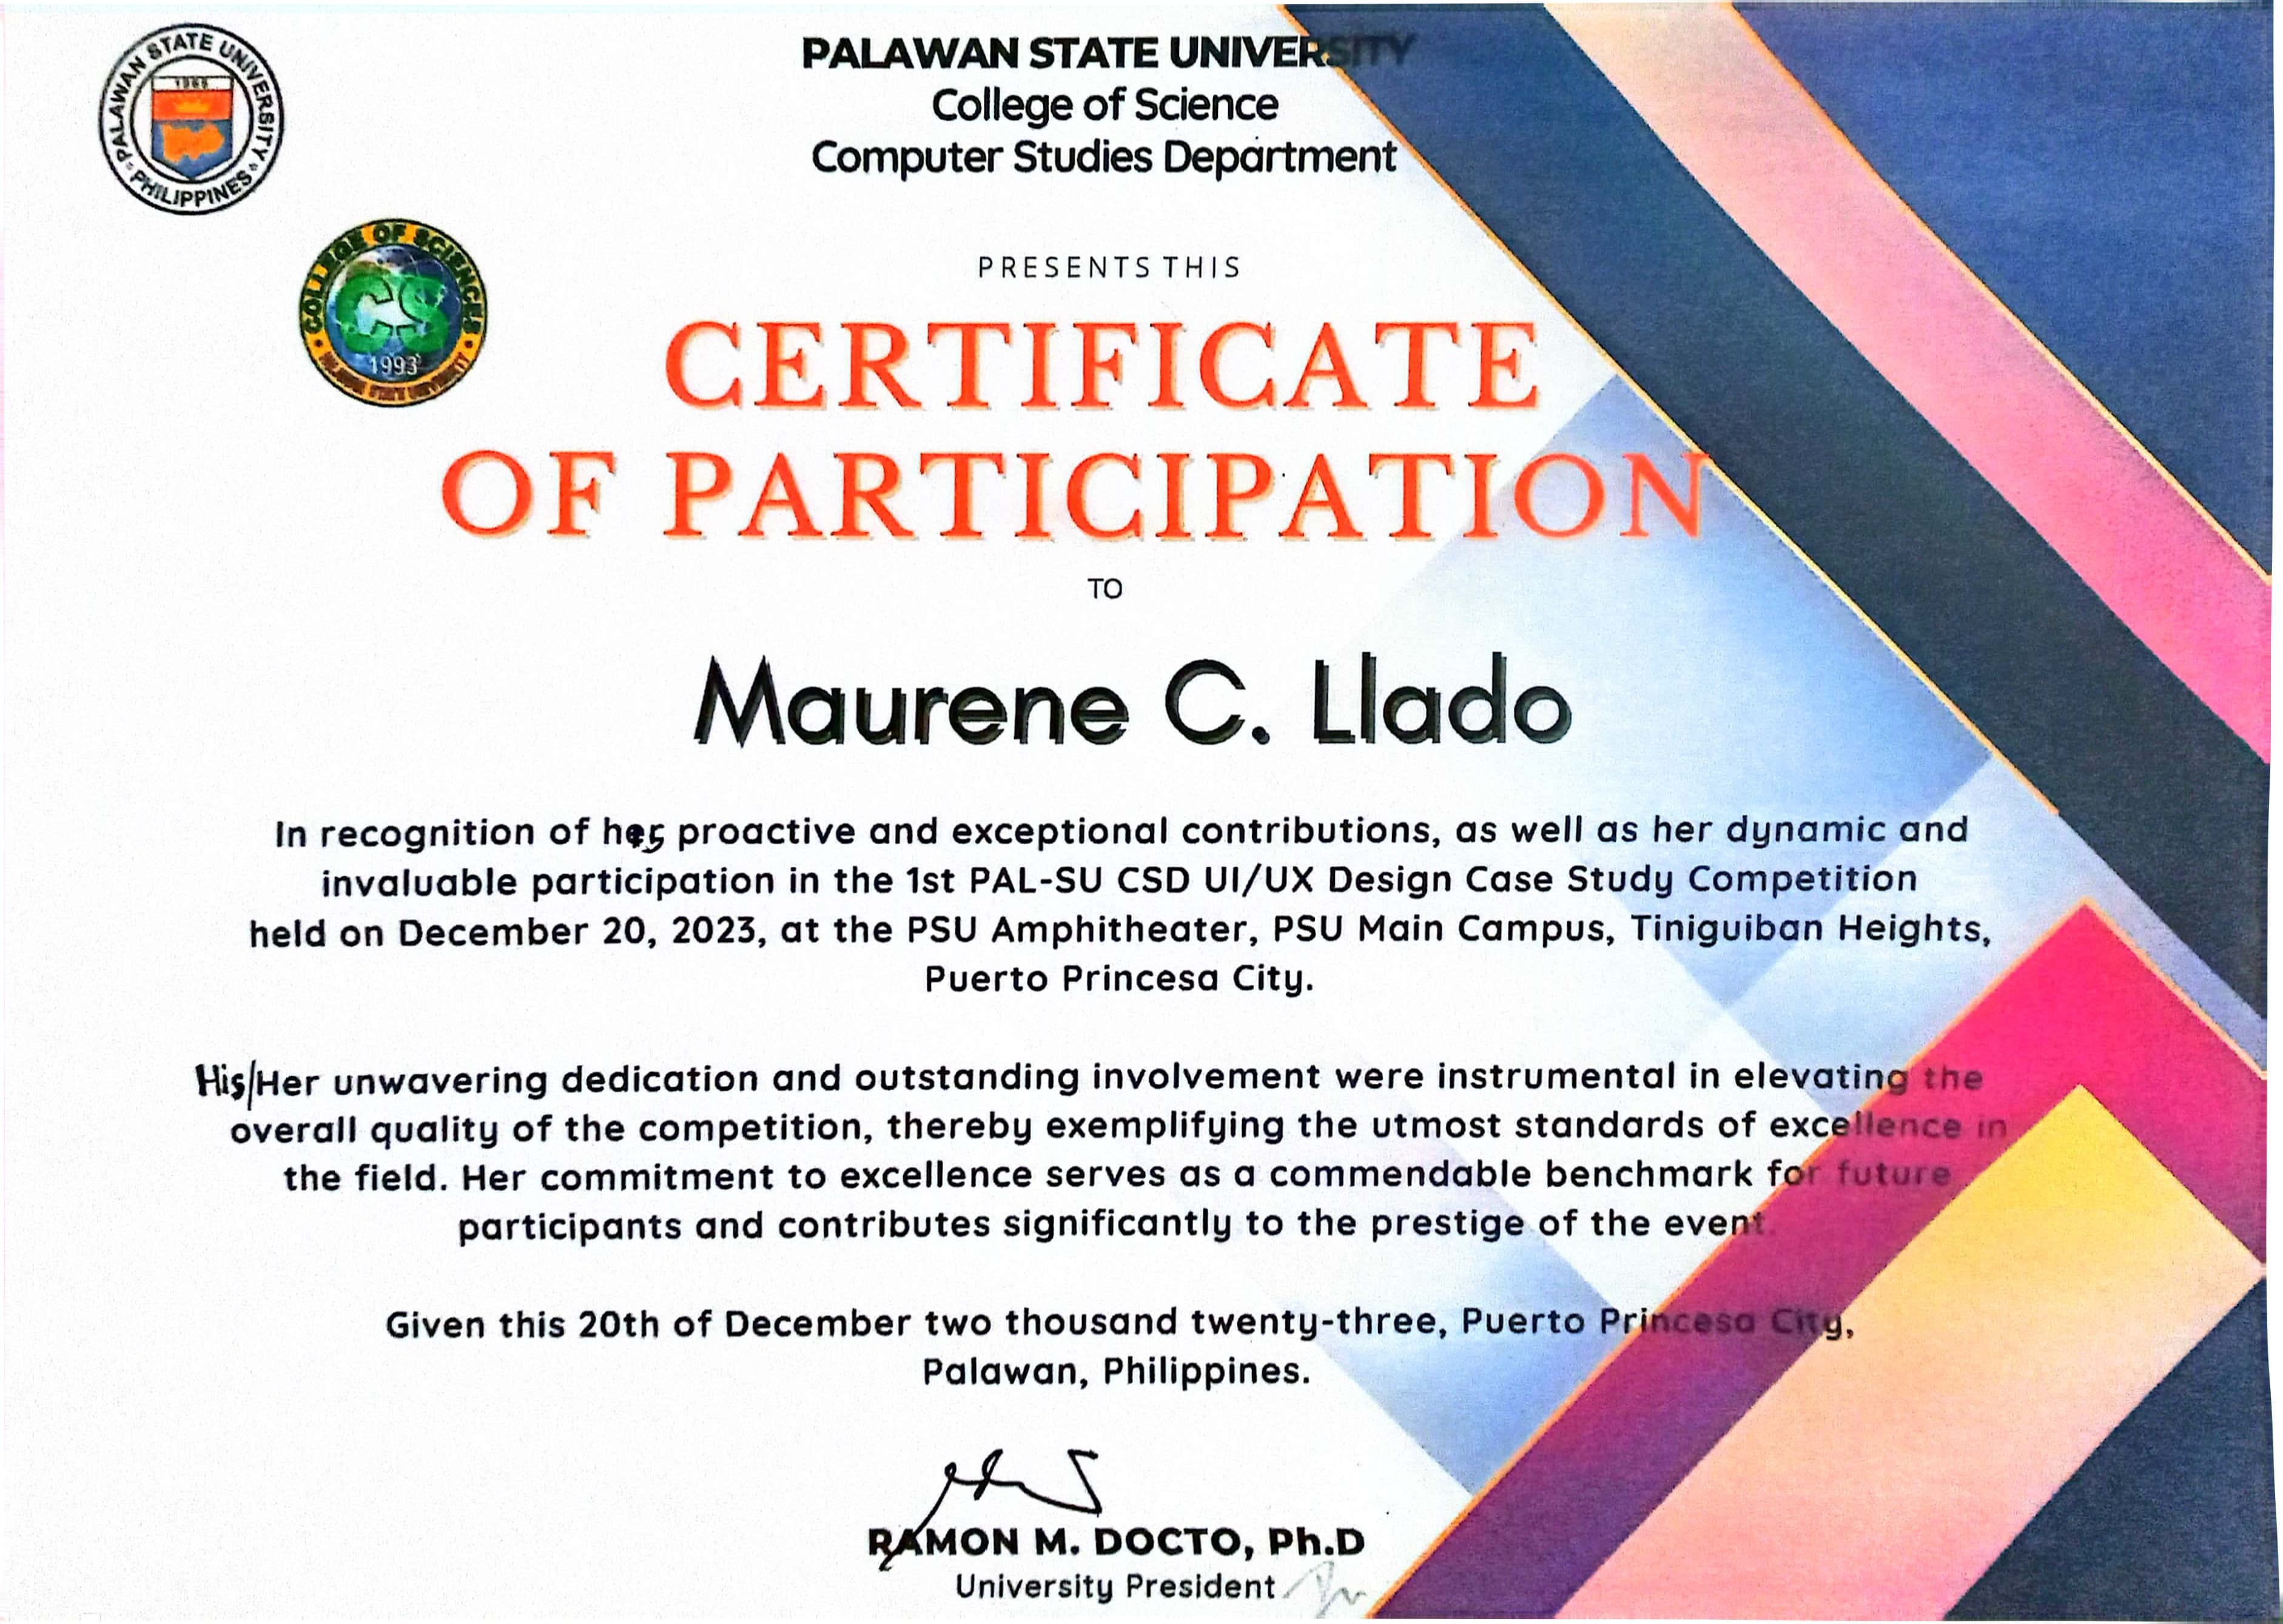 PALAWAN STATE UNIVERSITY
PHILIPPINES
COLLEGE OF SCIENCES
CS
1993
PALAWAN STATE UNIVERSITY
College of Science
Computer Studies Department
PRESENTS THIS
CERTIFICATE
OF PARTICIPATION
TO
Maurene C. Llado
In recognition of proactive and exceptional contributions, as well as her dynamic and
invaluable participation in the 1st PAL-SU CSD UI/UX Design Case Study Competition
held on December 20, 2023, at the PSU Amphitheater, PSU Main Campus, Tiniguiban Heights,
Puerto Princesa City.
His/Her unwavering dedication and outstanding involvement were instrumental in elevating the
overall quality of the competition, thereby exemplifying the utmost standards of excellence in
the field. Her commitment to excellence serves as a commendable benchmark for future
participants and contributes significantly to the prestige of the event.
Given this 20th of December two thousand twenty-three, Puerto Princesa City,
Palawan, Philippines.
RAMON M. DOCTO, Ph.D
University President